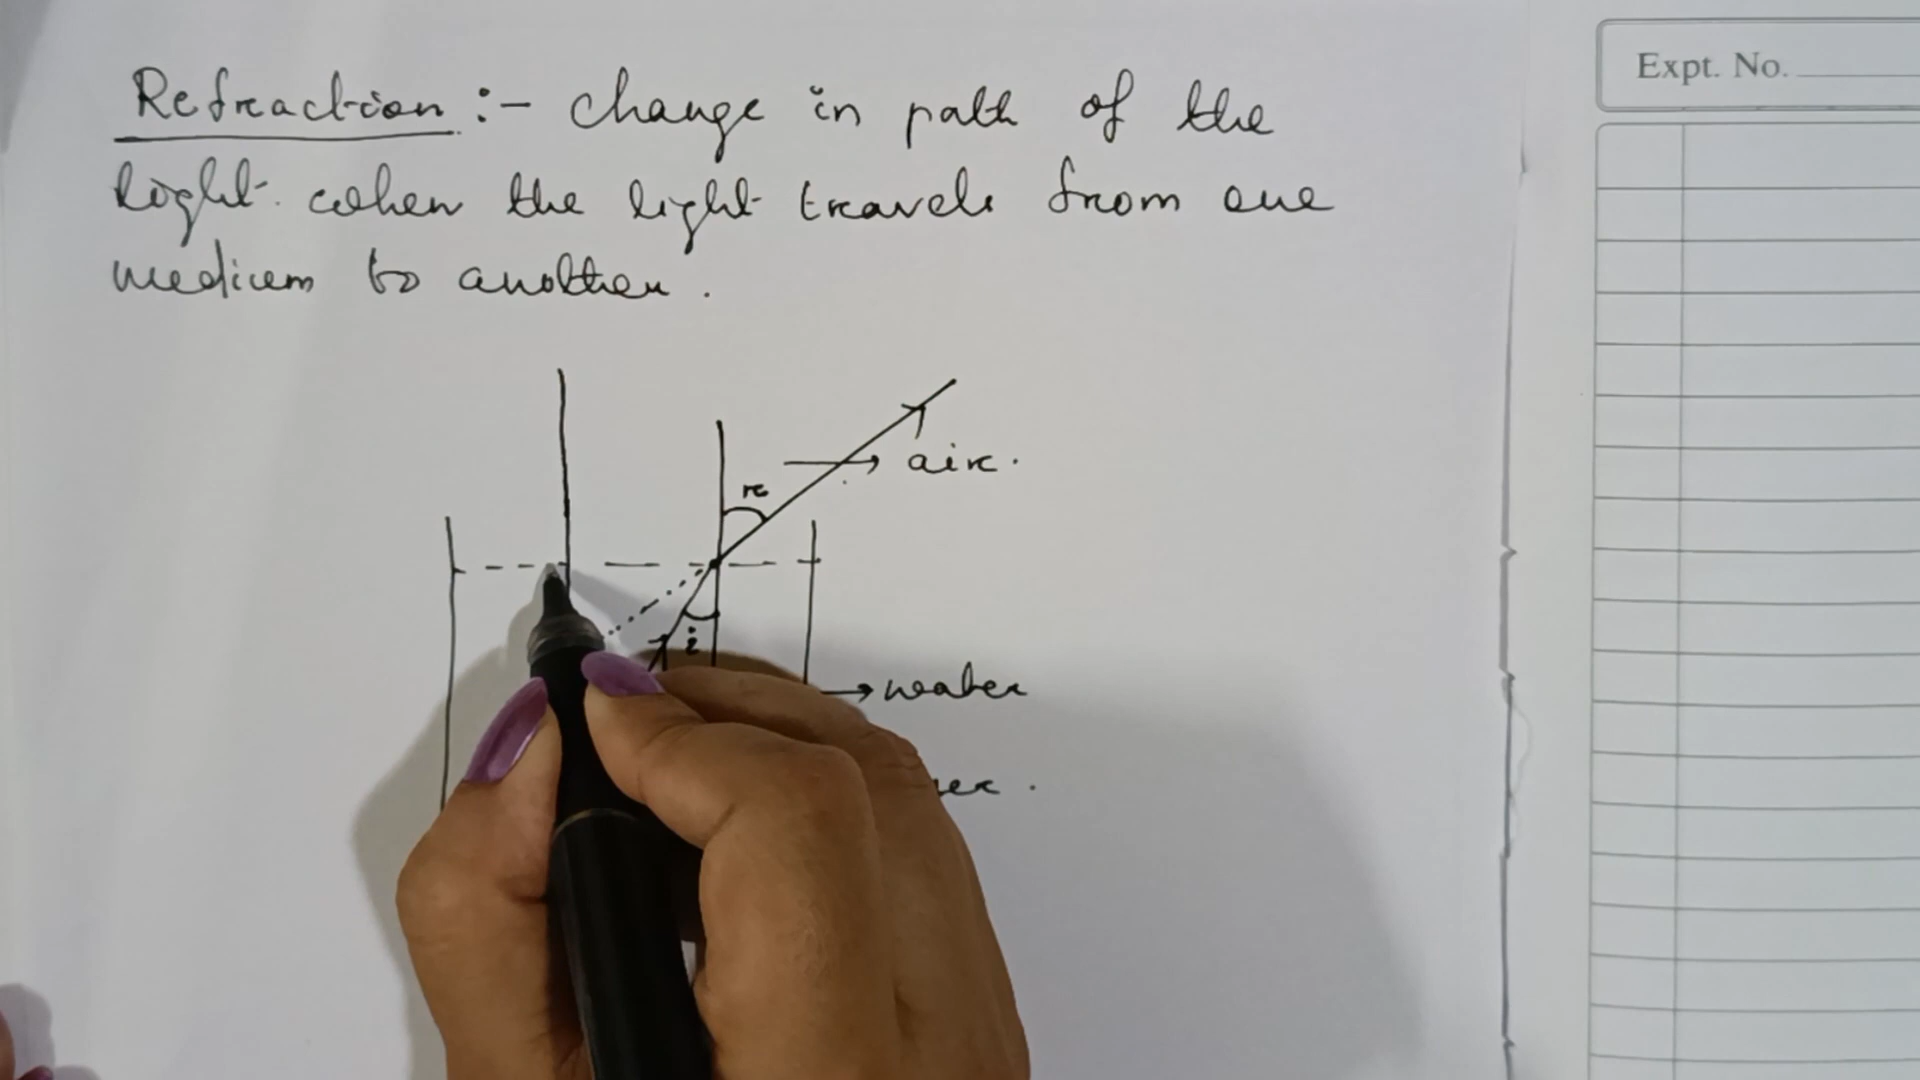 Refraction :- change in path of the
light. when the light travels from one
medium to another.
air.
r
i
water
Expt. No.